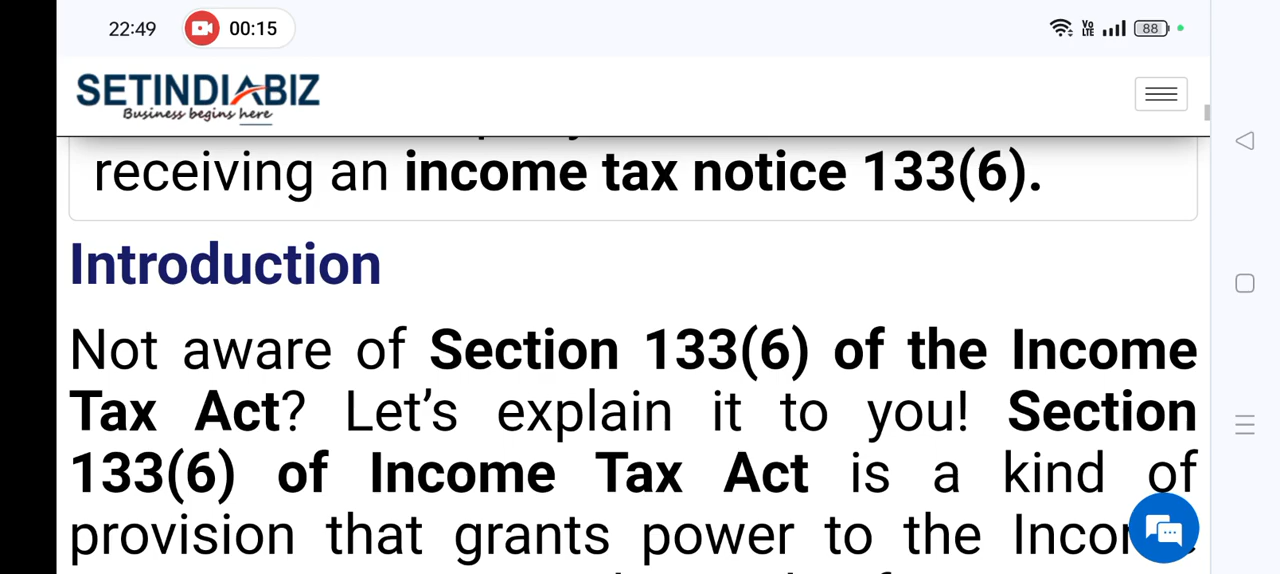 22:49 00:15 Vo LTE 88
SETINDIABIZ
Business begins here
receiving an income tax notice 133(6).
Introduction
Not aware of Section 133(6) of the Income
Tax Act? Let's explain it to you! Section
133(6) of Income Tax Act is a kind of
provision that grants power to the